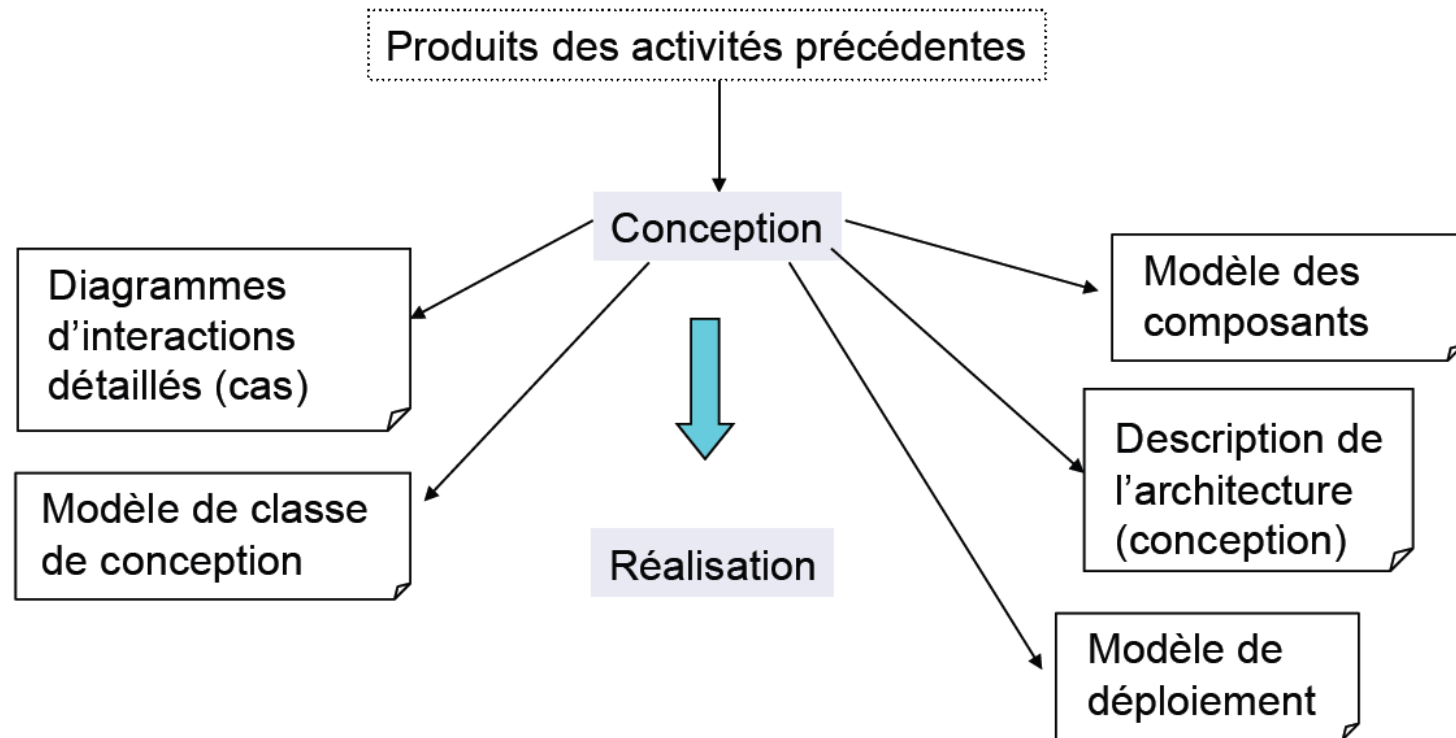 Produits des activités précédentes
Conception
Diagrammes
d’interactions
détaillés (cas)
Modèle de classe
de conception
Réalisation
Modèle des
composants
Description de
l’architecture
(conception)
Modèle de
déploiement